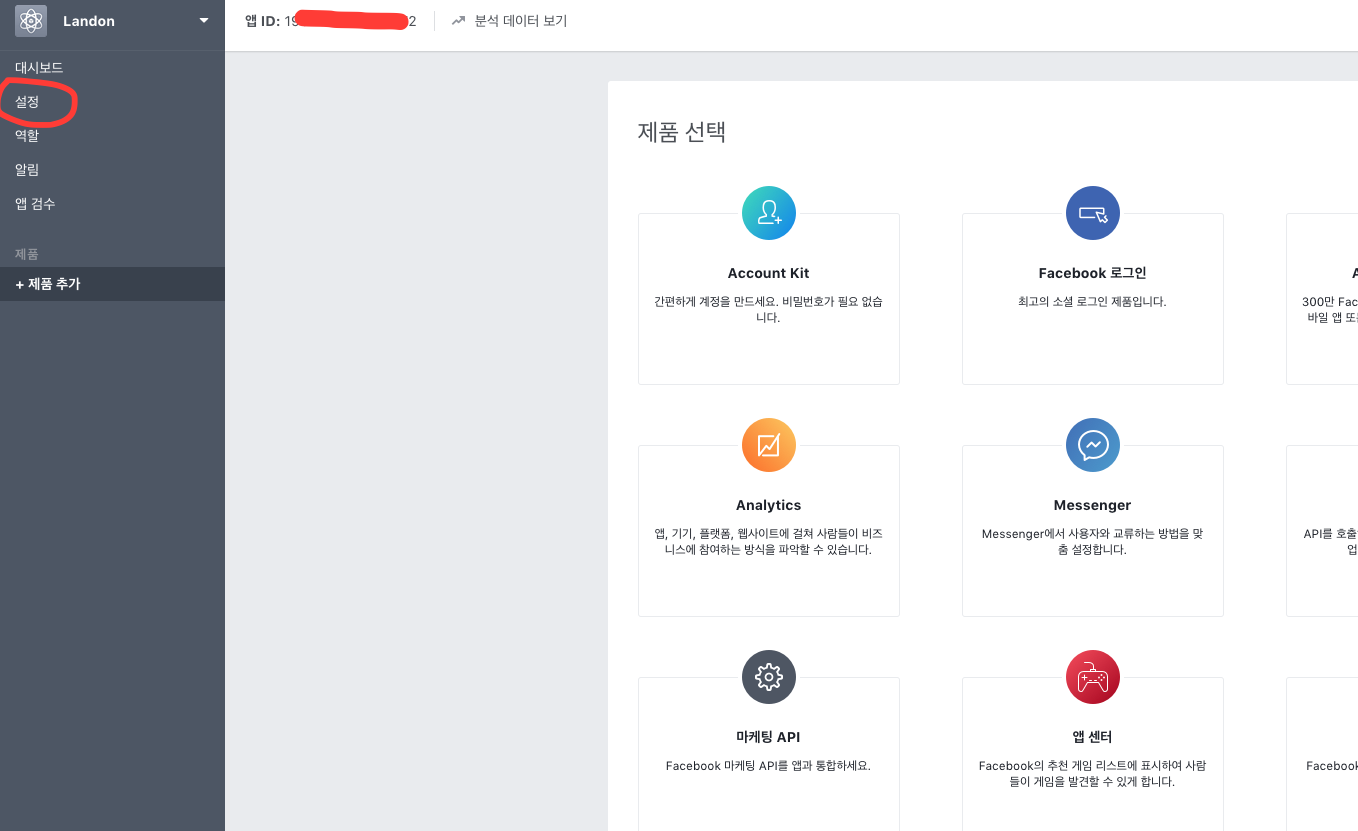 Landon
앱 ID: 19 2
분석 데이터 보기
대시보드
설정
역할
알림
앱 검수
제품
+ 제품 추가
제품 선택
Account Kit
간편하게 계정을 만드세요. 비밀번호가 필요 없습
니다.
Facebook 로그인
최고의 소셜 로그인 제품입니다.
300만 Fac
바일 앱 또
Analytics
앱, 기기, 플랫폼, 웹사이트에 걸쳐 사람들이 비즈
니스에 참여하는 방식을 파악할 수 있습니다.
Messenger
Messenger에서 사용자와 교류하는 방법을 맞
춤 설정합니다.
API를 호출
업
마케팅 API
Facebook 마케팅 API를 앱과 통합하세요.
앱 센터
Facebook의 추천 게임 리스트에 표시하여 사람
들이 게임을 발견할 수 있게 합니다.
Facebook